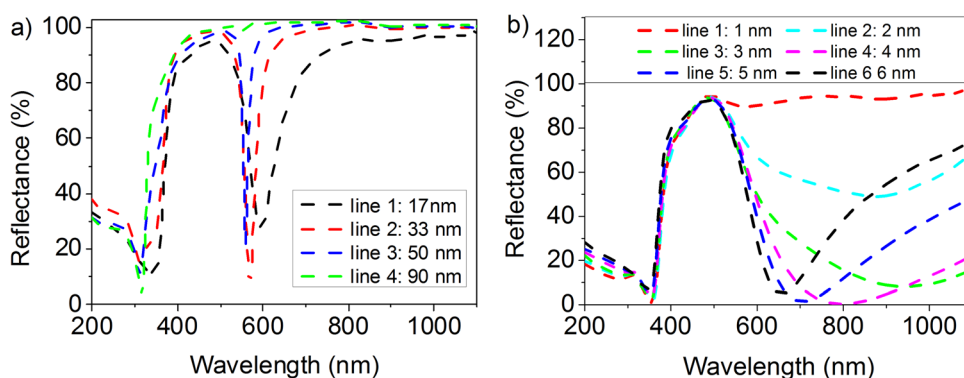 a)
Reflectance (%)
100
80
60
40
20
0
200 400 600 800 1000
Wavelength (nm)
line 1: 17nm
line 2: 33 nm
line 3: 50 nm
line 4: 90 nm
b)
Reflectance (%)
120
100
80
60
40
20
0
200 400 600 800 1000
Wavelength (nm)
line 1: 1 nm line 2: 2 nm
line 3: 3 nm line 4: 4 nm
line 5: 5 nm line 6 6 nm